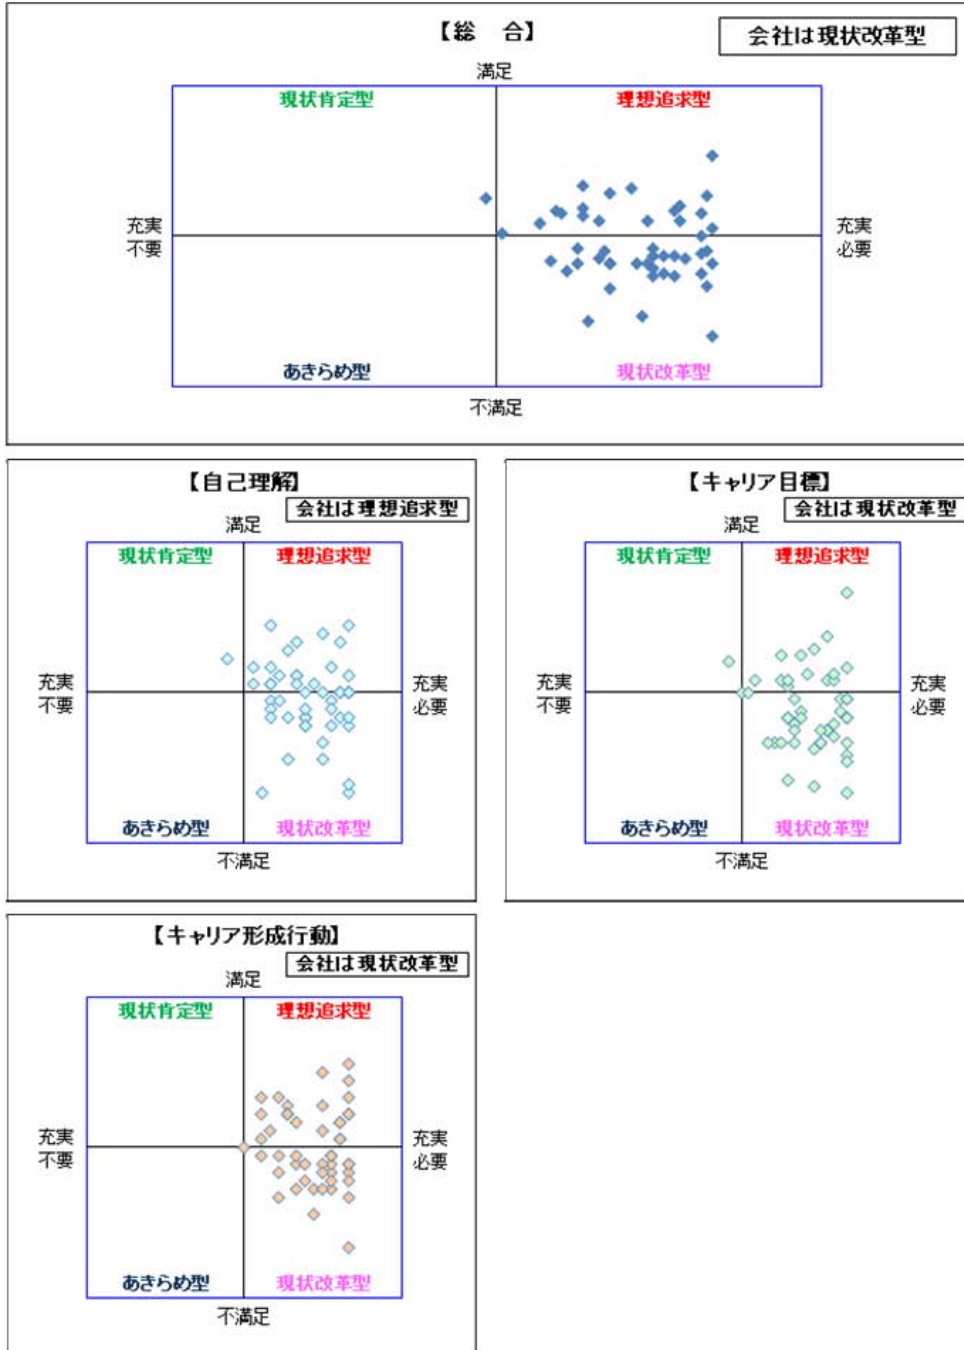 【総　合】
会社は現状改革型
満足
現状肯定型
理想追求型
充実
不要
充実
必要
あきらめ型
現状改革型
不満足
【自己理解】
会社は理想追求型
満足
現状肯定型
理想追求型
充実
不要
充実
必要
あきらめ型
現状改革型
不満足
【キャリア目標】
会社は現状改革型
満足
現状肯定型
理想追求型
充実
不要
充実
必要
あきらめ型
現状改革型
不満足
【キャリア形成行動】
会社は現状改革型
満足
現状肯定型
理想追求型
充実
不要
充実
必要
あきらめ型
現状改革型
不満足